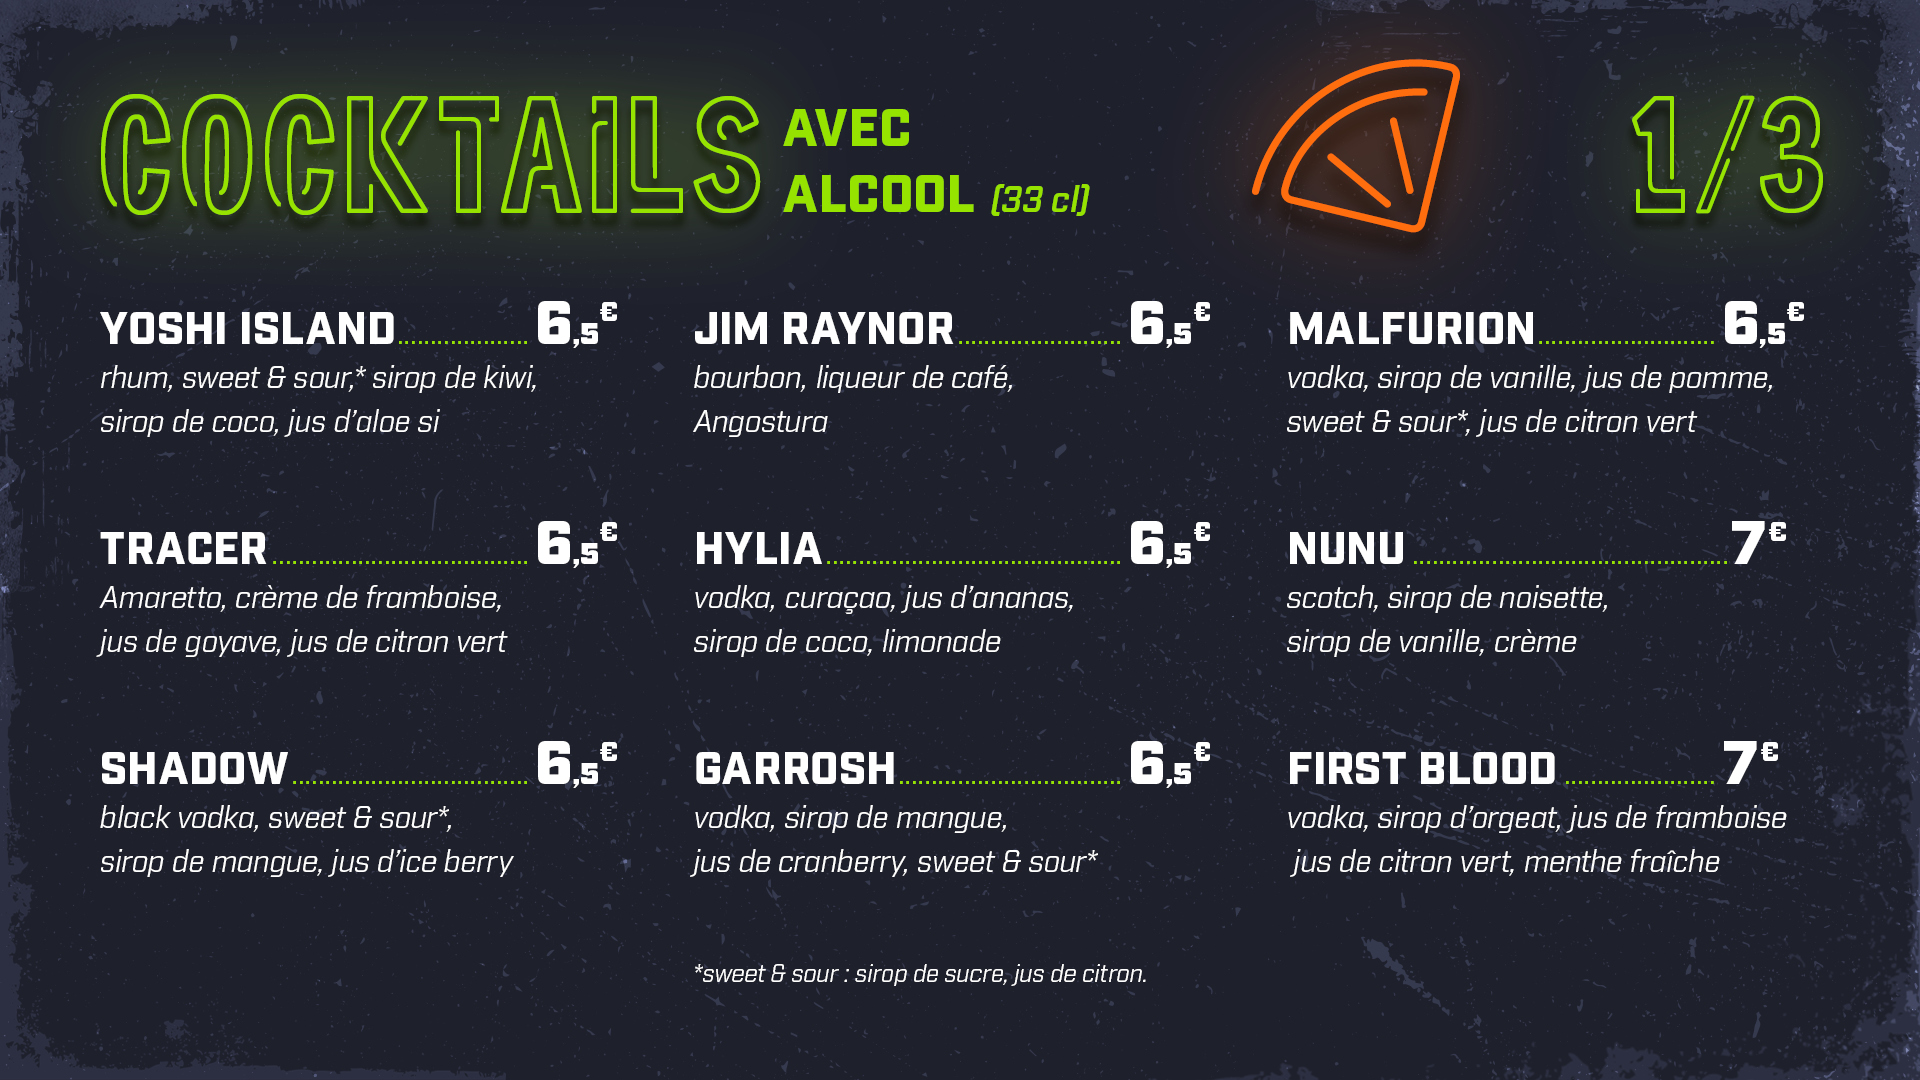 COCKTAILS AVEC
ALCOOL (33 cl)
1/3
YOSHI ISLAND 6,5€
rhum, sweet & sour,* sirop de kiwi,
sirop de coco, jus d'aloe si
JIM RAYNOR 6,5€
bourbon, liqueur de café,
Angostura
MALFURION 6,5€
vodka, sirop de vanille, jus de pomme,
sweet & sour*, jus de citron vert
TRACER 6,5€
Amaretto, crème de framboise,
jus de goyave, jus de citron vert
HYLIA 6,5€
vodka, curaçao, jus d'ananas,
sirop de coco, limonade
NUNU 7€
scotch, sirop de noisette,
sirop de vanille, crème
SHADOW 6,5€
black vodka, sweet & sour*,
sirop de mangue, jus d'ice berry
GARROSH 6,5€
vodka, sirop de mangue,
jus de cranberry, sweet & sour*
FIRST BLOOD 7€
vodka, sirop d'orgeat, jus de framboise
jus de citron vert, menthe fraîche
*sweet & sour : sirop de sucre, jus de citron.